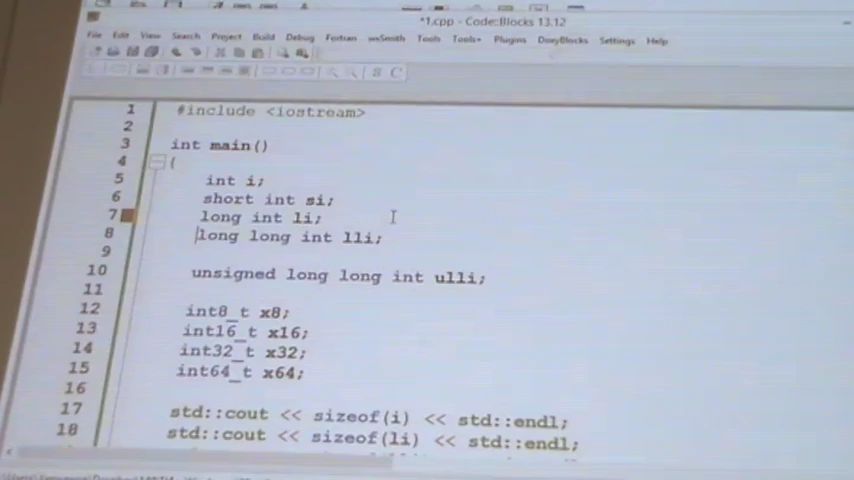 *1.cpp - Code::Blocks 13.12
File Edit View Search Project Build Debug Fortran wxSmith Tools Tools+ Plugins DoxyBlocks Settings Help
1 #include <iostream>
2
3 int main()
4 {
5 int i;
6 short int si;
7 long int li;
8 long long int lli;
9
10 unsigned long long int ulli;
11
12 int8_t x8;
13 int16_t x16;
14 int32_t x32;
15 int64_t x64;
16
17 std::cout << sizeof(i) << std::endl;
18 std::cout << sizeof(li) << std::endl;